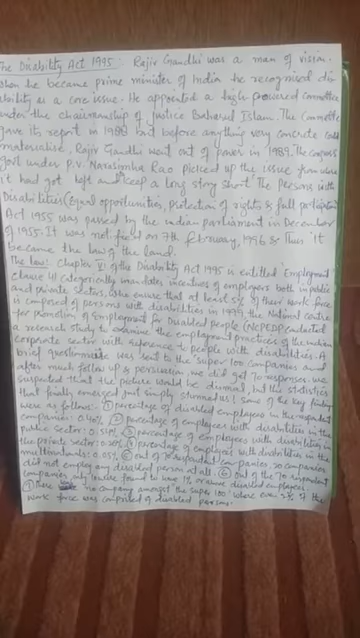 The Disability Act 1995: Rajiv Gandhi was a man of vision.
When he became prime minister of India he recognised dis
ability as a core issue. He appointed a high-powered committee
under the chairmanship of Justice Baharul Islam. The Committe
gave its report in 1988 but before anything very concrete could
materialise, Rajiv Gandhi went out of power in 1989. The congress
govt under P.V. Narasimha Rao picked up the issue from where
it had got left and keep a long story short The persons with
Disabilities (Equal opportunities, protection of rights & full participation
Act 1955 was passed by the indian parliament in December
of 1955. It was not on 7th february, 1996 & Thus it
became the law of the land.
The law: Chapter VI of the Disability Act 1995 is entitled 'Employment
clause 41 categorically mandates incentives of employers both in public
and private sectors, who ensure that at least 5% of their work force
is composed of persons with disabilities in 1999, the National Centre
for promotion of Employment for Disabled people (NCPEDP) conducted
a research study to examine the employment practices of the indian
corporate sector with reference to people with disabilities. A
brief questionnaire was sent to the super 100 companies and
after much follow up & persuasion, we did get 70 responses. we
suspected that the picture would be dismal, but the statistics
that finally emerged just simply stunned us! some of the key findings
were as follows. ① percentage of disabled employees in the respondent
companies: 0.40% ② percentage of employees with disabilities in the
public sector: 0.54% ③ percentage of employees with disabilities in
the private sector: 0.28% ④ percentage of employees with disabilities in the
multinationals: 0.05% ⑤ out of 70 respondent companies, 20 companies
did not employ any disabled person at all ⑥ out of the 70 respondent
companies only were found to have 1% or above disabled employees.
⑦ there was no company amongst the super 100' where even 2% of the
work force was comprised of disabled persons.